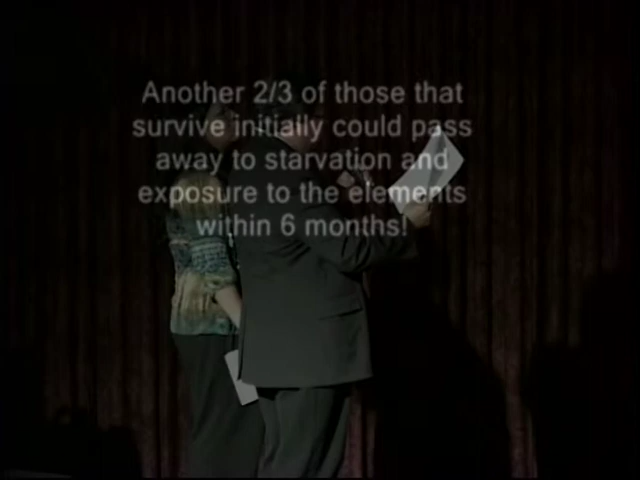 Another 2/3 of those that
survive initially could pass
away to starvation and
exposure to the elements
within 6 months!